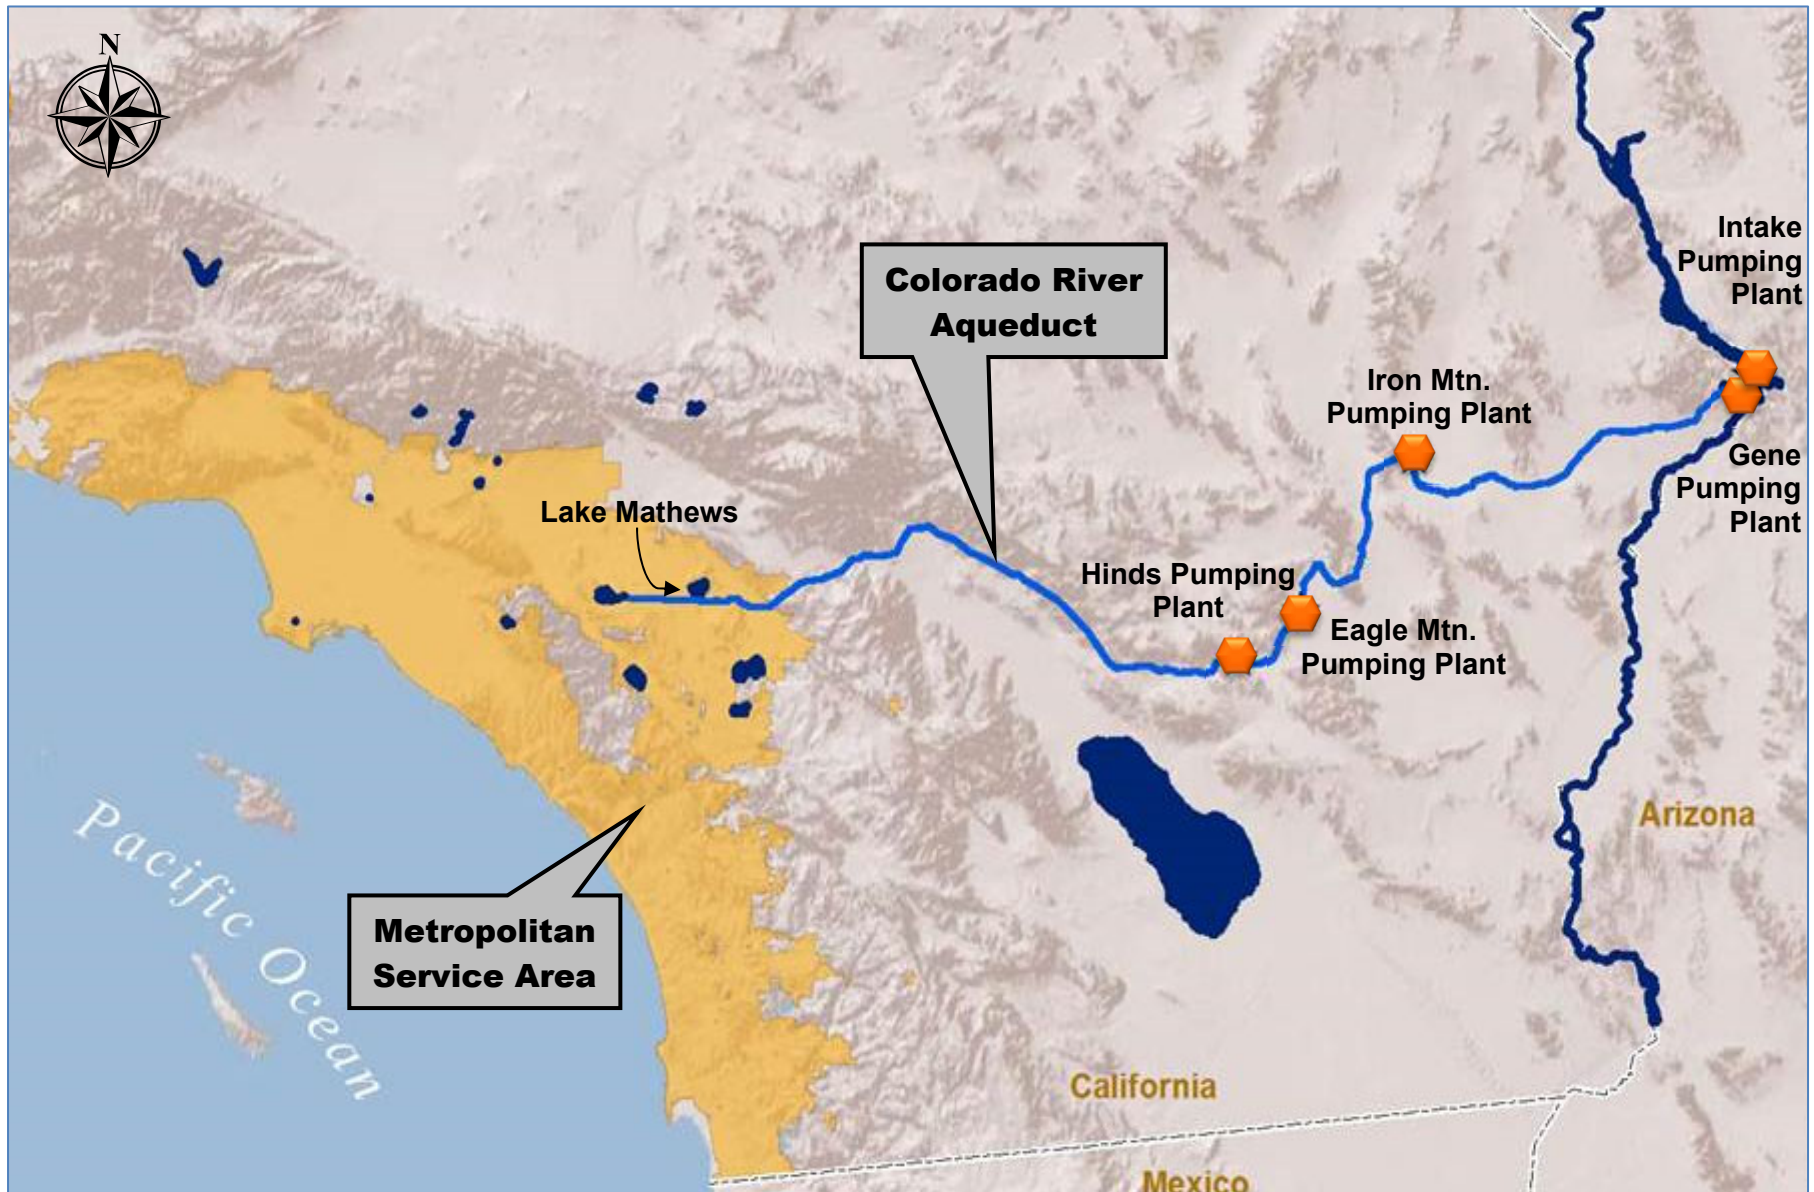 N
Intake
Pumping
Plant
Colorado River
Aqueduct
Iron Mtn.
Pumping Plant
Gene
Pumping
Plant
Lake Mathews
Hinds Pumping
Plant
Eagle Mtn.
Pumping Plant
Arizona
Pacific Ocean
Metropolitan
Service Area
California
Mexico